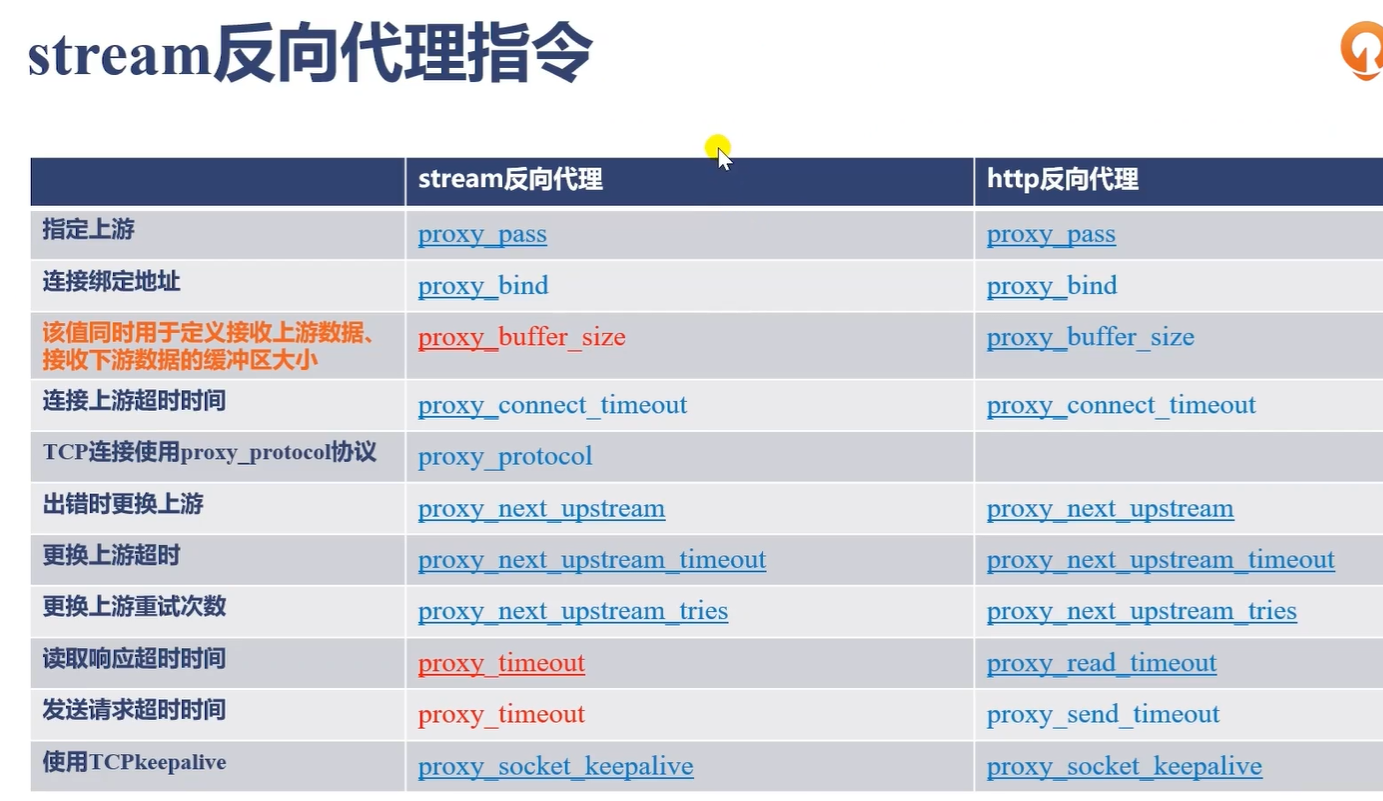 stream反向代理指令
stream反向代理 http反向代理
指定上游 proxy_pass proxy_pass
连接绑定地址 proxy_bind proxy_bind
该值同时用于定义接收上游数据、
接收下游数据的缓冲区大小 proxy_buffer_size proxy_buffer_size
连接上游超时时间 proxy_connect_timeout proxy_connect_timeout
TCP连接使用proxy_protocol协议 proxy_protocol
出错时更换上游 proxy_next_upstream proxy_next_upstream
更换上游超时 proxy_next_upstream_timeout proxy_next_upstream_timeout
更换上游重试次数 proxy_next_upstream_tries proxy_next_upstream_tries
读取响应超时时间 proxy_timeout proxy_read_timeout
发送请求超时时间 proxy_timeout proxy_send_timeout
使用TCPkeepalive proxy_socket_keepalive proxy_socket_keepalive